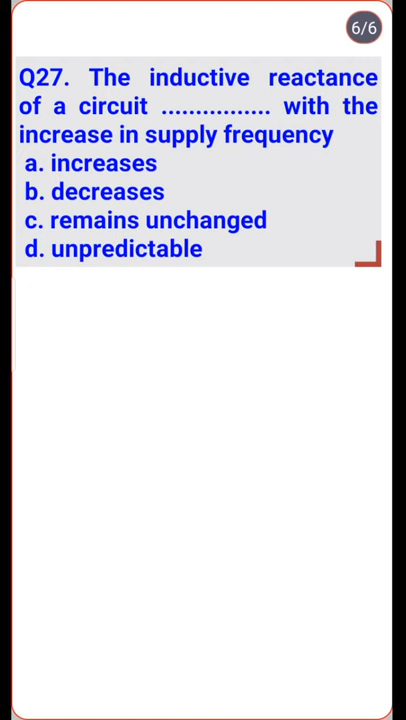 6/6
Q27. The inductive reactance
of a circuit ................ with the
increase in supply frequency
a. increases
b. decreases
c. remains unchanged
d. unpredictable